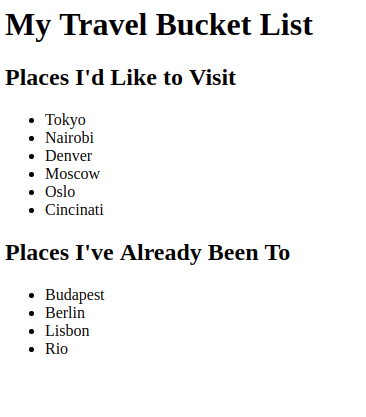 My Travel Bucket List
Places I'd Like to Visit
Tokyo
Nairobi
Denver
Moscow
Oslo
Cincinati
Places I've Already Been To
Budapest
Berlin
Lisbon
Rio